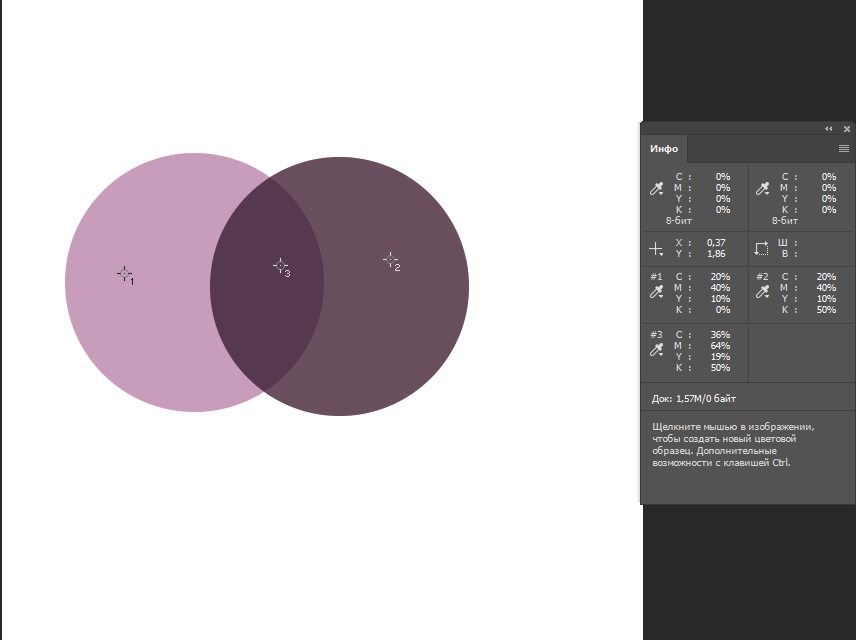 Инфо
C : 0% C : 0%
M : 0% M : 0%
Y : 0% Y : 0%
K : 0% K : 0%
8-бит 8-бит
X : 0,37 Ш :
Y : 1,86 В :
#1 C : 20% #2 C : 20%
M : 40% M : 40%
Y : 10% Y : 10%
K : 0% K : 50%
#3 C : 36%
M : 64%
Y : 19%
K : 50%
Док: 1,57M/0 байт
Щелкните мышью в изображении,
чтобы создать новый цветовой
образец. Дополнительные
возможности с клавишей Ctrl.
2
3
1